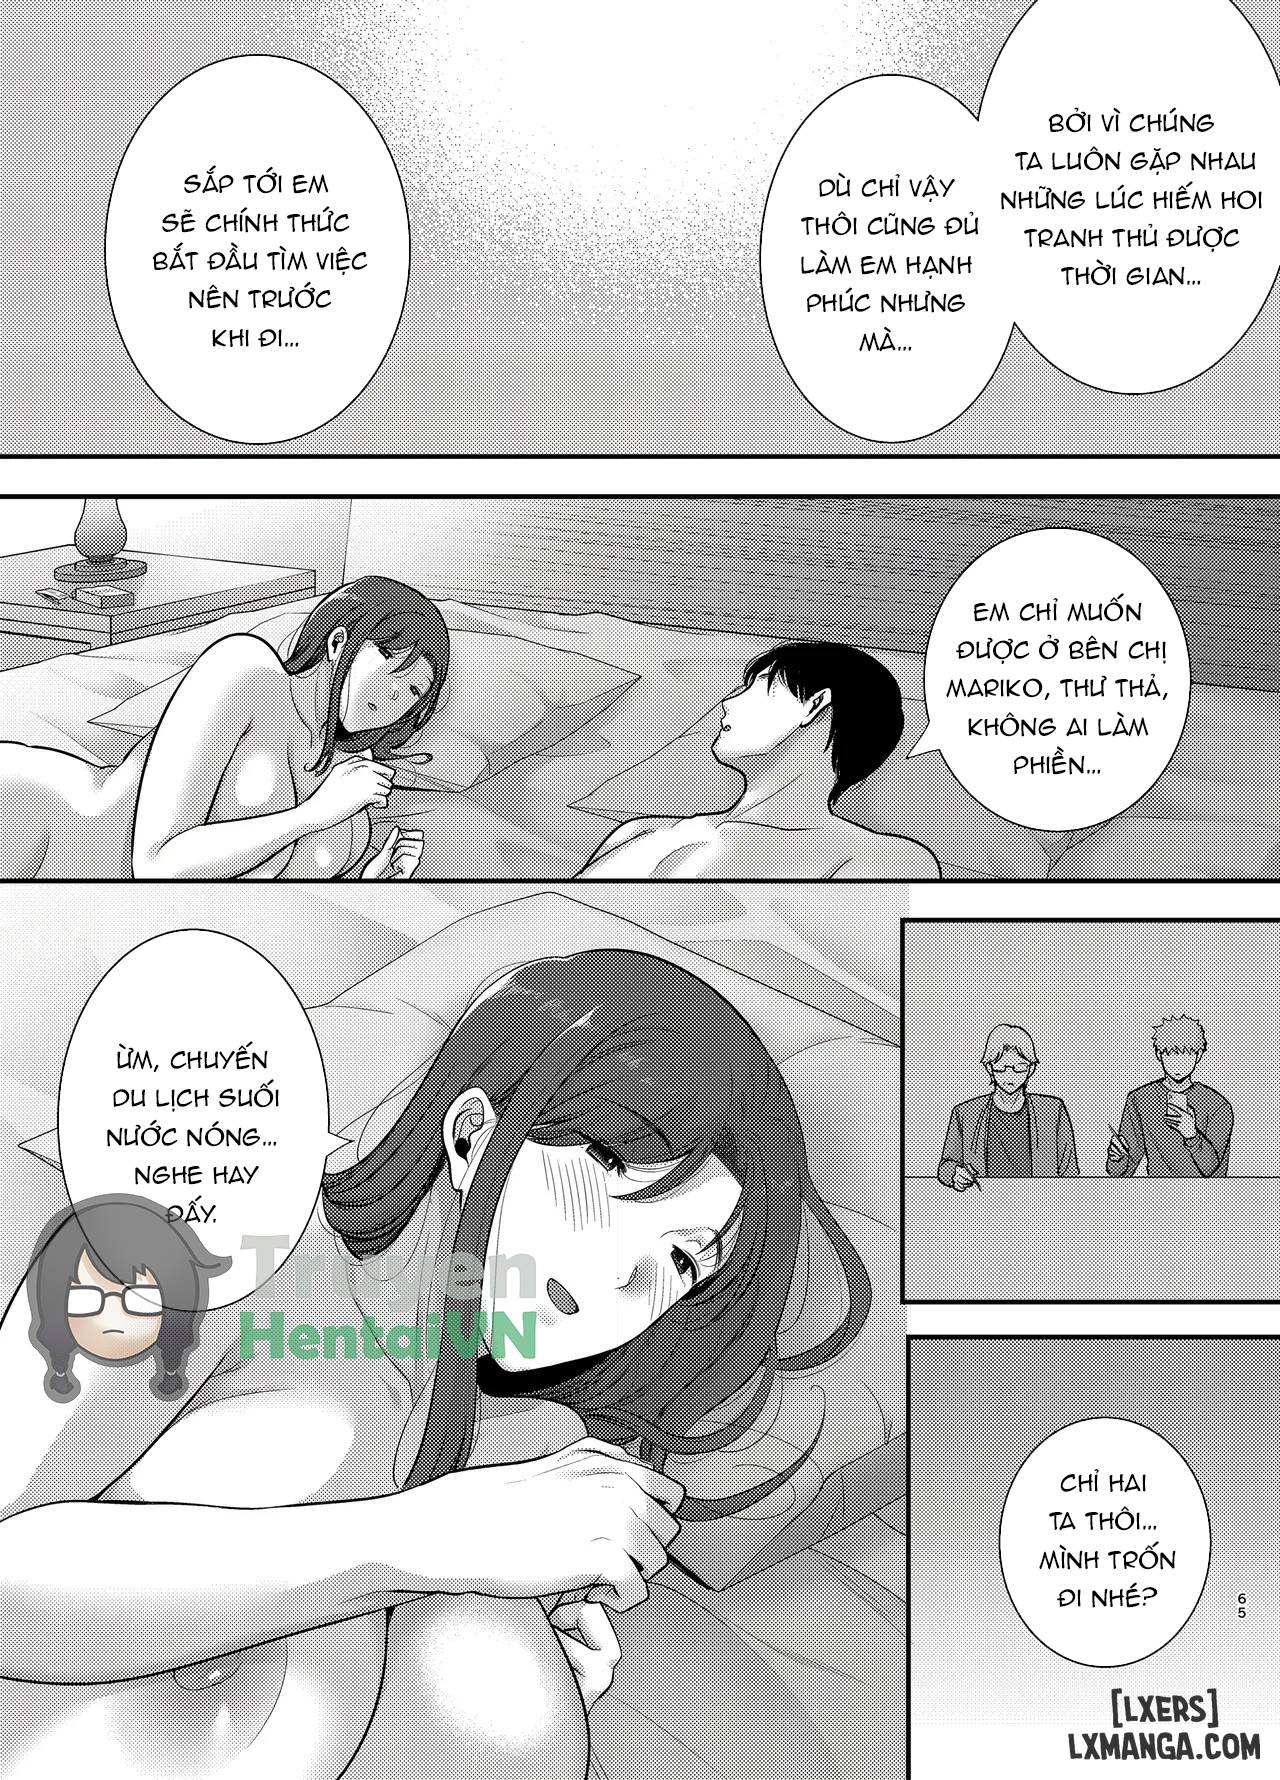 BỞI VÌ CHÚNG
TA LUÔN GẶP NHAU
NHỮNG LÚC HIẾM HOI
TRANH THỦ ĐƯỢC
THỜI GIAN...
DÙ CHỈ VẬY
THÔI CŨNG ĐỦ
LÀM EM HẠNH
PHÚC NHƯNG
MÀ...
SẮP TỚI EM
SẼ CHÍNH THỨC
BẮT ĐẦU TÌM VIỆC
NÊN TRƯỚC
KHI ĐI...
EM CHỈ MUỐN
ĐƯỢC Ở BÊN CHỊ
MARIKO, THƯ THẢ,
KHÔNG AI LÀM
PHIỀN...
ỪM, CHUYẾN
DU LỊCH SUỐI
NƯỚC NÓNG...
NGHE HAY
ĐẤY.
Truyen
HentaiVN
CHỈ HAI
TA THÔI...
MÌNH TRỐN
ĐI NHÉ?
65
[LXERS]
LXMANGA.COM